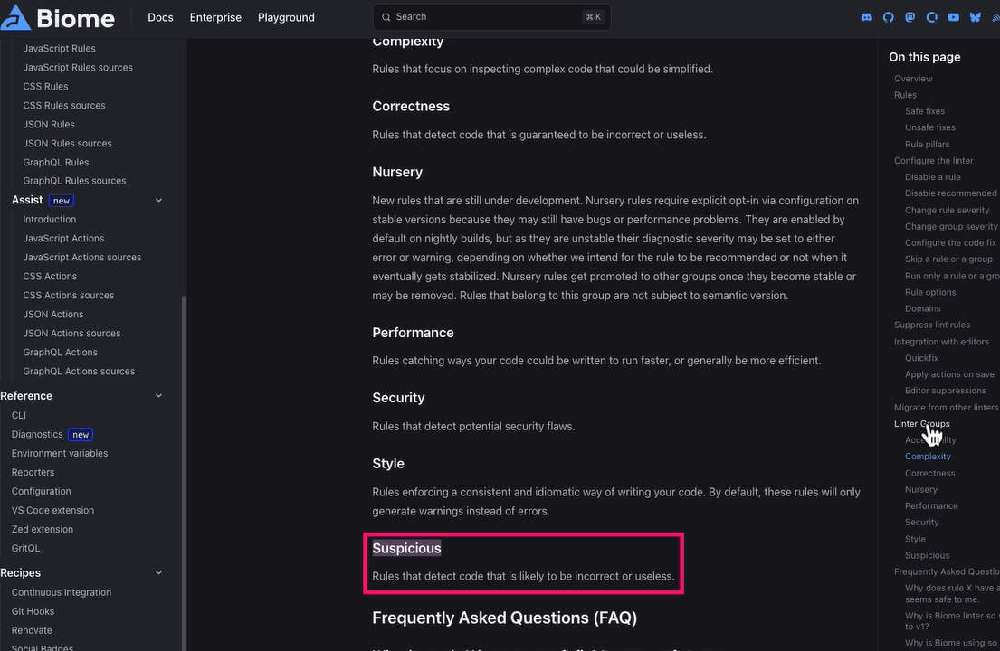 Biome
Docs
Enterprise
Playground
Search
⌘ K
JavaScript Rules
JavaScript Rules sources
CSS Rules
CSS Rules sources
JSON Rules
JSON Rules sources
GraphQL Rules
GraphQL Rules sources
Assist new
Introduction
JavaScript Actions
JavaScript Actions sources
CSS Actions
CSS Actions sources
JSON Actions
JSON Actions sources
GraphQL Actions
GraphQL Actions sources
Reference
CLI
Diagnostics new
Environment variables
Reporters
Configuration
VS Code extension
Zed extension
GritQL
Recipes
Continuous Integration
Git Hooks
Renovate
Social Badges
Complexity
Rules that focus on inspecting complex code that could be simplified.
Correctness
Rules that detect code that is guaranteed to be incorrect or useless.
Nursery
New rules that are still under development. Nursery rules require explicit opt-in via configuration on
stable versions because they may still have bugs or performance problems. They are enabled by
default on nightly builds, but as they are unstable their diagnostic severity may be set to either
error or warning, depending on whether we intend for the rule to be recommended or not when it
eventually gets stabilized. Nursery rules get promoted to other groups once they become stable or
may be removed. Rules that belong to this group are not subject to semantic version.
Performance
Rules catching ways your code could be written to run faster, or generally be more efficient.
Security
Rules that detect potential security flaws.
Style
Rules enforcing a consistent and idiomatic way of writing your code. By default, these rules will only
generate warnings instead of errors.
Suspicious
Rules that detect code that is likely to be incorrect or useless.
Frequently Asked Questions (FAQ)
On this page
Overview
Rules
Safe fixes
Unsafe fixes
Rule pillars
Configure the linter
Disable a rule
Disable recommended
Change rule severity
Change group severity
Configure the code fix
Skip a rule or a group
Run only a rule or a gro
Rule options
Domains
Suppress lint rules
Integration with editors
Quickfix
Apply actions on save
Editor suppressions
Migrate from other linters
Linter Groups
Complexity
Correctness
Nursery
Performance
Security
Style
Suspicious
Frequently Asked Questio
Why does rule X have a
seems safe to me.
Why is Biome linter so s
to v1?
Why is Biome using so